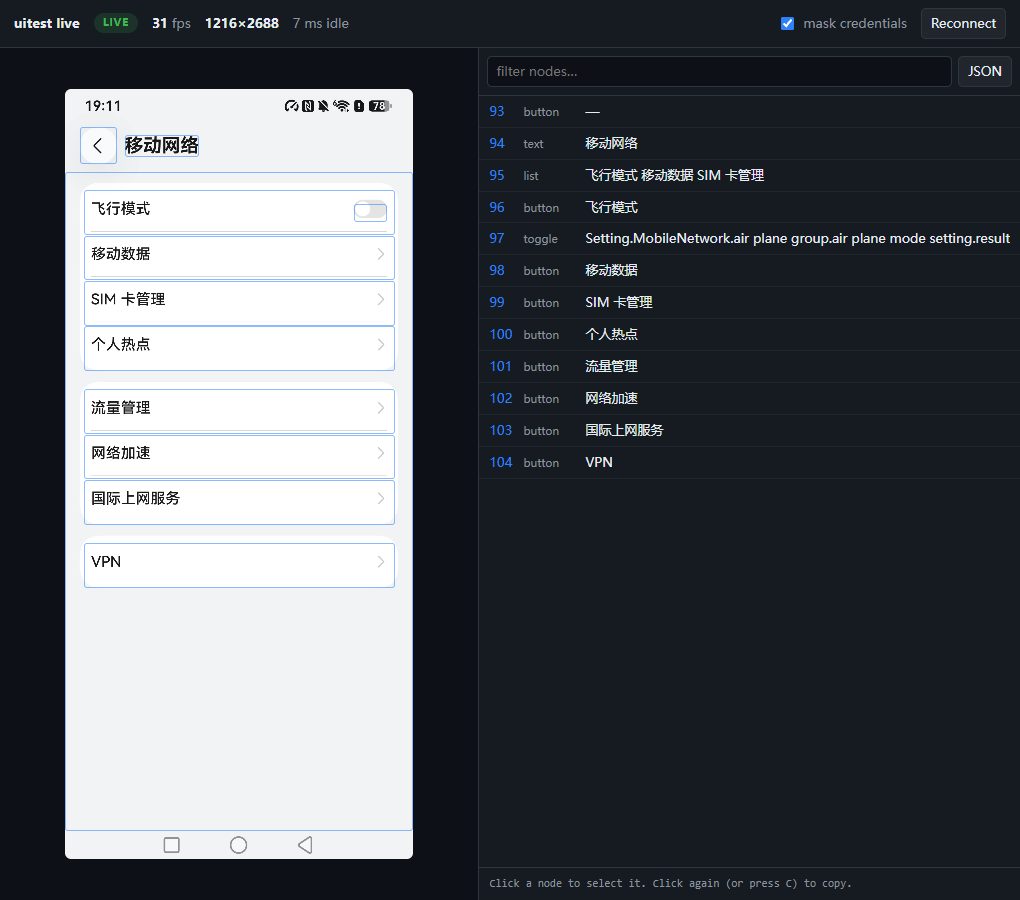 uitest live LIVE 31 fps 1216×2688 7 ms idle mask credentials Reconnect
19:11 78
移动网络
飞行模式
移动数据
SIM 卡管理
个人热点
流量管理
网络加速
国际上网服务
VPN
filter nodes... JSON
93 button —
94 text 移动网络
95 list 飞行模式 移动数据 SIM 卡管理
96 button 飞行模式
97 toggle Setting.MobileNetwork.air plane group.air plane mode setting.result
98 button 移动数据
99 button SIM 卡管理
100 button 个人热点
101 button 流量管理
102 button 网络加速
103 button 国际上网服务
104 button VPN
Click a node to select it. Click again (or press C) to copy.